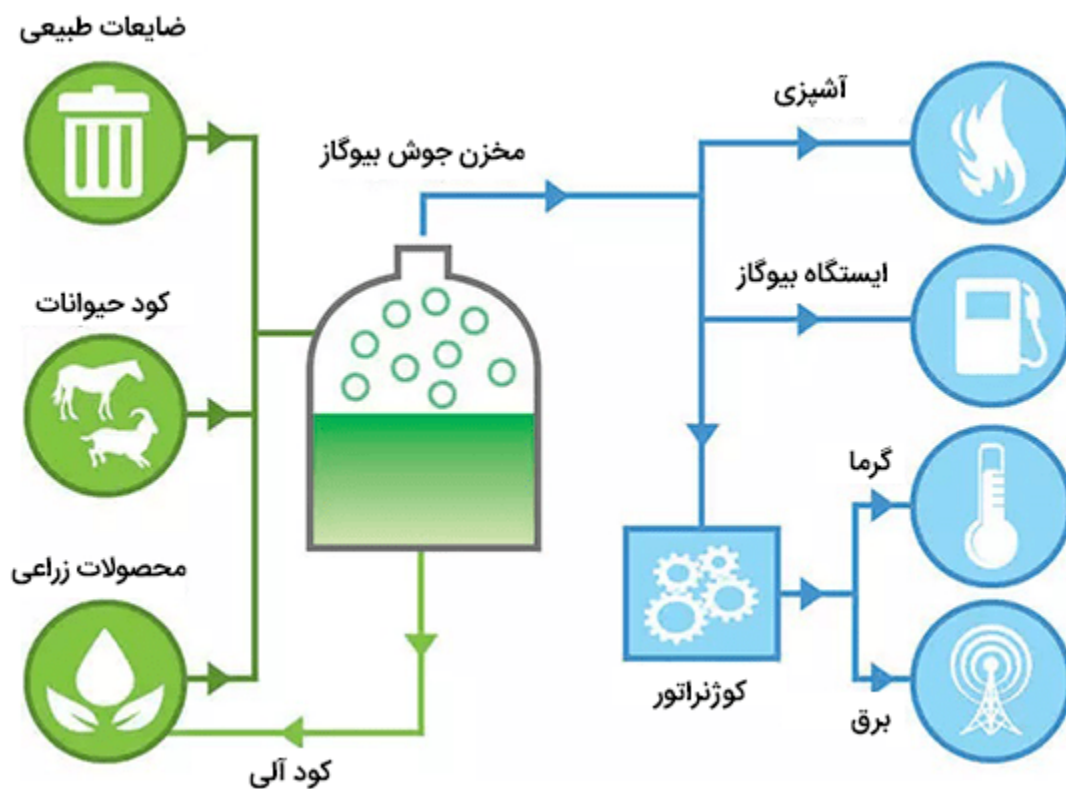 ضایعات طبیعی
کود حیوانات
محصولات زراعی
کود آلی
مخزن جوش بیوگاز
آشپزی
ایستگاه بیوگاز
گرما
کوژنراتور
برق